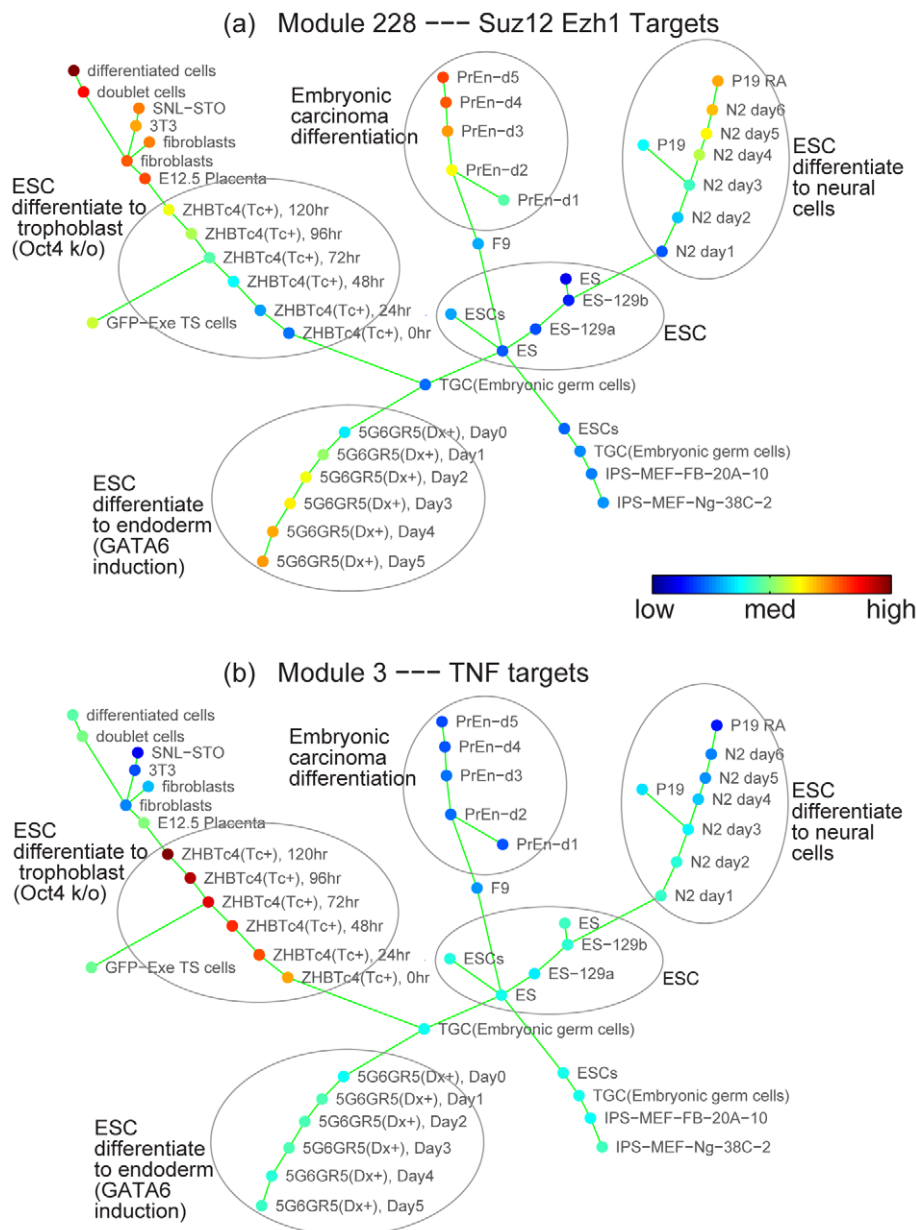 (a) Module 228 --- Suz12 Ezh1 Targets
differentiated cells
doublet cells
SNL-STO
3T3
fibroblasts
fibroblasts
E12.5 Placenta
ESC
differentiate to
trophoblast
(Oct4 k/o)
ZHBTc4(Tc+), 120hr
ZHBTc4(Tc+), 96hr
ZHBTc4(Tc+), 72hr
ZHBTc4(Tc+), 48hr
ZHBTc4(Tc+), 24hr
ZHBTc4(Tc+), 0hr
GFP-Exe TS cells
Embryonic
carcinoma
differentiation
PrEn-d5
PrEn-d4
PrEn-d3
PrEn-d2
PrEn-d1
F9
P19 RA
N2 day6
N2 day5
N2 day4
P19
N2 day3
N2 day2
N2 day1
ESC
differentiate
to neural
cells
ES
ES-129b
ESCs
ES-129a
ES
ESC
TGC(Embryonic germ cells)
5G6GR5(Dx+), Day0
5G6GR5(Dx+), Day1
5G6GR5(Dx+), Day2
5G6GR5(Dx+), Day3
5G6GR5(Dx+), Day4
5G6GR5(Dx+), Day5
ESC
differentiate
to endoderm
(GATA6
induction)
ESCs
TGC(Embryonic germ cells)
IPS-MEF-FB-20A-10
IPS-MEF-Ng-38C-2
low med high
(b) Module 3 --- TNF targets
differentiated cells
doublet cells
SNL-STO
3T3
fibroblasts
fibroblasts
E12.5 Placenta
ESC
differentiate to
trophoblast
(Oct4 k/o)
ZHBTc4(Tc+), 120hr
ZHBTc4(Tc+), 96hr
ZHBTc4(Tc+), 72hr
ZHBTc4(Tc+), 48hr
ZHBTc4(Tc+), 24hr
ZHBTc4(Tc+), 0hr
GFP-Exe TS cells
Embryonic
carcinoma
differentiation
PrEn-d5
PrEn-d4
PrEn-d3
PrEn-d2
PrEn-d1
F9
P19 RA
N2 day6
N2 day5
N2 day4
P19
N2 day3
N2 day2
N2 day1
ESC
differentiate
to neural
cells
ES
ES-129b
ESCs
ES-129a
ES
ESC
TGC(Embryonic germ cells)
5G6GR5(Dx+), Day0
5G6GR5(Dx+), Day1
5G6GR5(Dx+), Day2
5G6GR5(Dx+), Day3
5G6GR5(Dx+), Day4
5G6GR5(Dx+), Day5
ESC
differentiate
to endoderm
(GATA6
induction)
ESCs
TGC(Embryonic germ cells)
IPS-MEF-FB-20A-10
IPS-MEF-Ng-38C-2